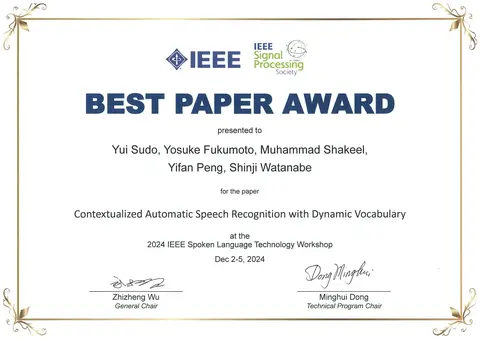 IEEE
IEEE
Signal
Processing
Society
BEST PAPER AWARD
presented to
Yui Sudo, Yosuke Fukumoto, Muhammad Shakeel,
Yifan Peng, Shinji Watanabe
for the paper
Contextualized Automatic Speech Recognition with Dynamic Vocabulary
at the
2024 IEEE Spoken Language Technology Workshop
Dec 2-5, 2024
Dong Minghui
Zhizheng Wu
Minghui Dong
General Chair
Technical Program Chair